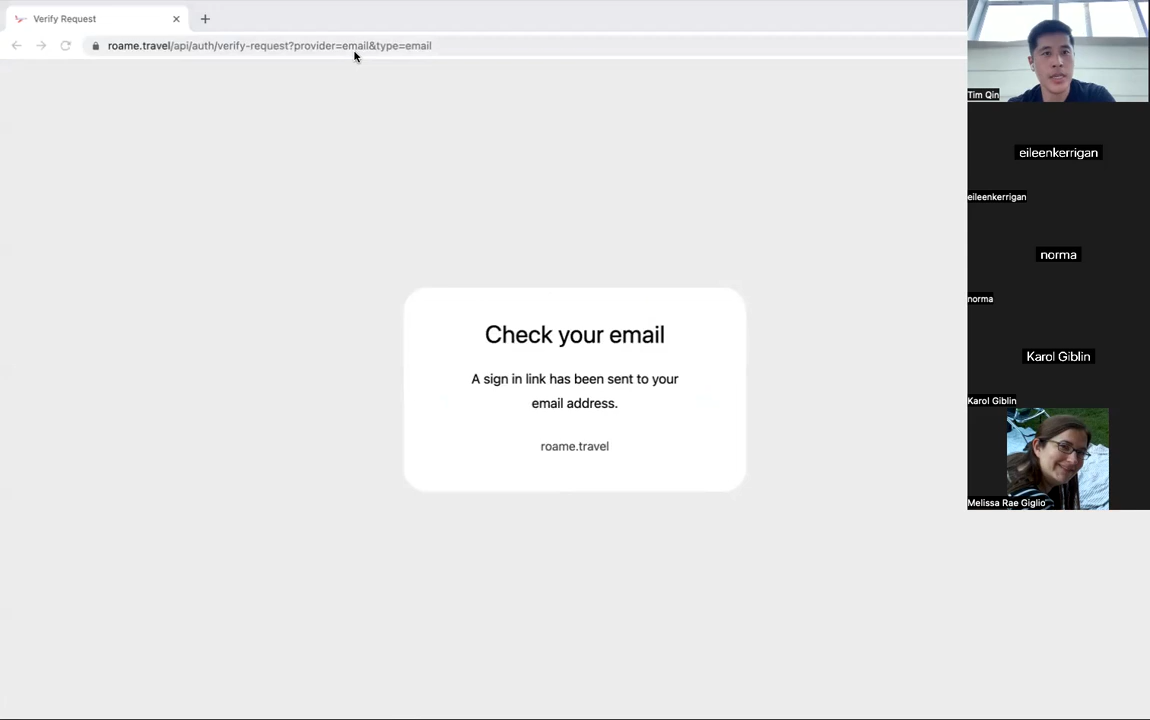 Verify Request
roame.travel/api/auth/verify-request?provider=email&type=email
Check your email
A sign in link has been sent to your
email address.
roame.travel
Tim Qin
eileenkerrigan
eileenkerrigan
norma
norma
Karol Giblin
Karol Giblin
Melissa Rae Giglio